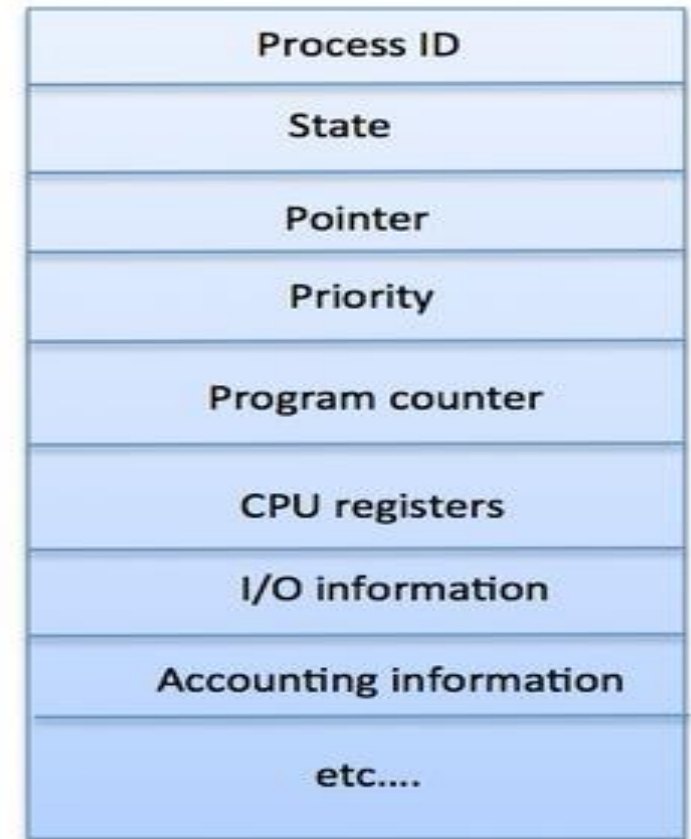 Process ID
State
Pointer
Priority
Program counter
CPU registers
I/O information
Accounting information
etc....